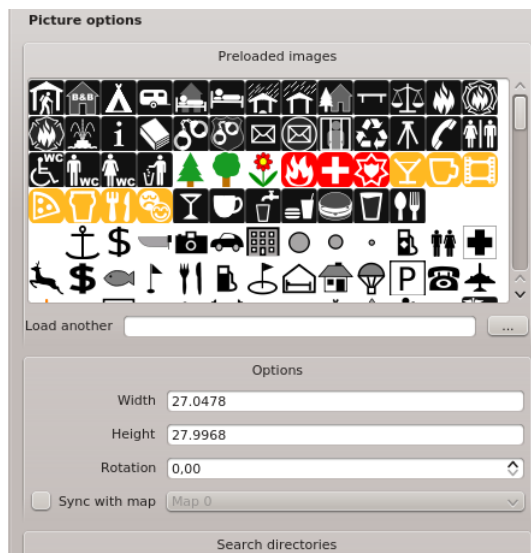 Picture options
Preloaded images
B&B
i
WC
WC
WC
$
$
P
Load another
...
Options
Width 27.0478
Height 27.9968
Rotation 0,00
Sync with map Map 0
Search directories